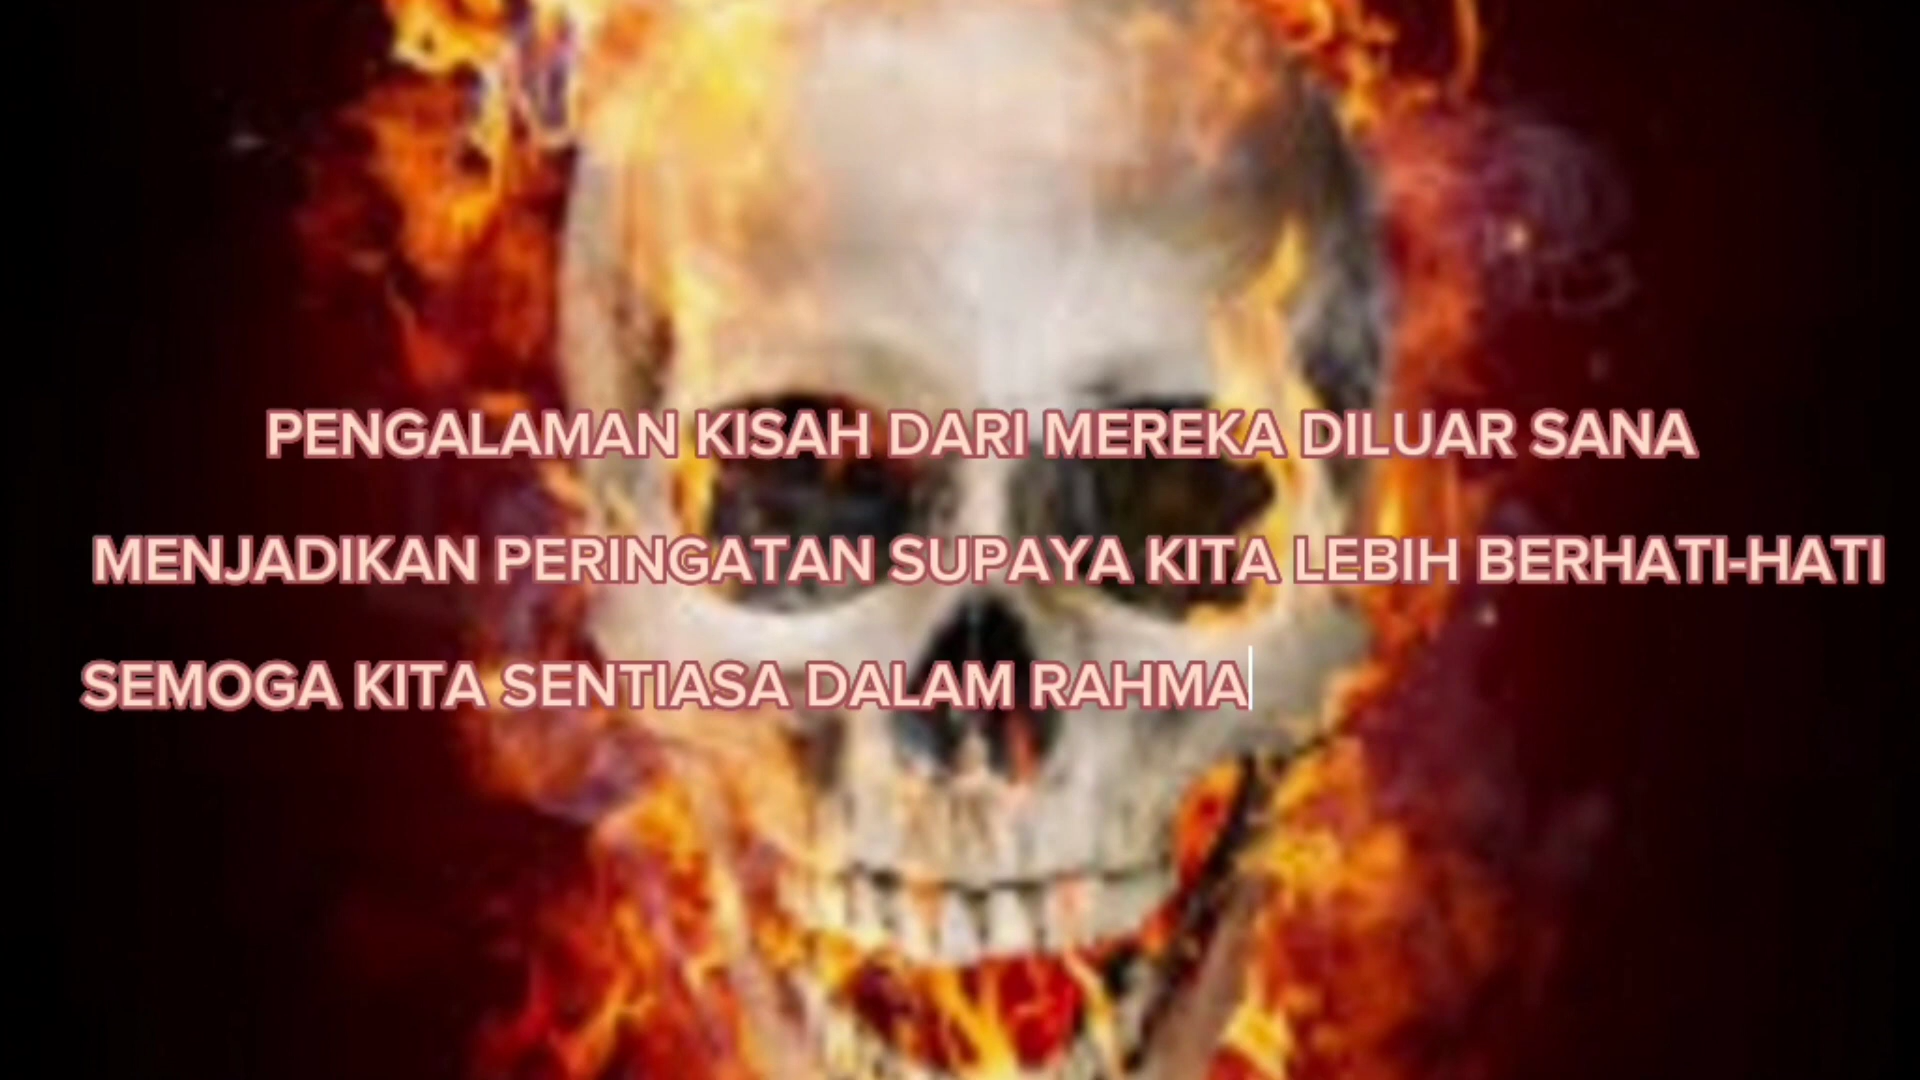 PENGALAMAN KISAH DARI MEREKA DILUAR SANA
MENJADIKAN PERINGATAN SUPAYA KITA LEBIH BERHATI-HATI
SEMOGA KITA SENTIASA DALAM RAHMA